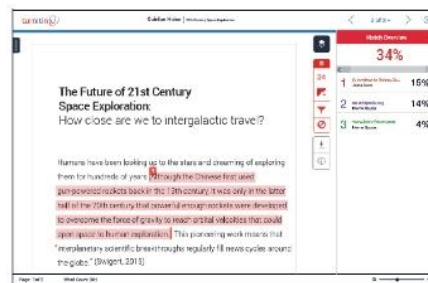 turnitin
Match Overview
34%
1
15%
2
14%
3
4%
The Future of 21st Century
Space Exploration:
How close are we to intergalactic travel?
Humans have been looking up to the stars and dreaming of exploring
them for hundreds of years. Although the Chinese first used
gun-powered rockets back in the 13th century, it was only in the latter
half of the 20th century that powerful enough rockets were developed
to overcome the force of gravity to reach orbital velocities that could
open space to human exploration. This pioneering work means that
interplanetary scientific breakthroughs regularly fill news cycles around
the globe." (Swigert, 2015)